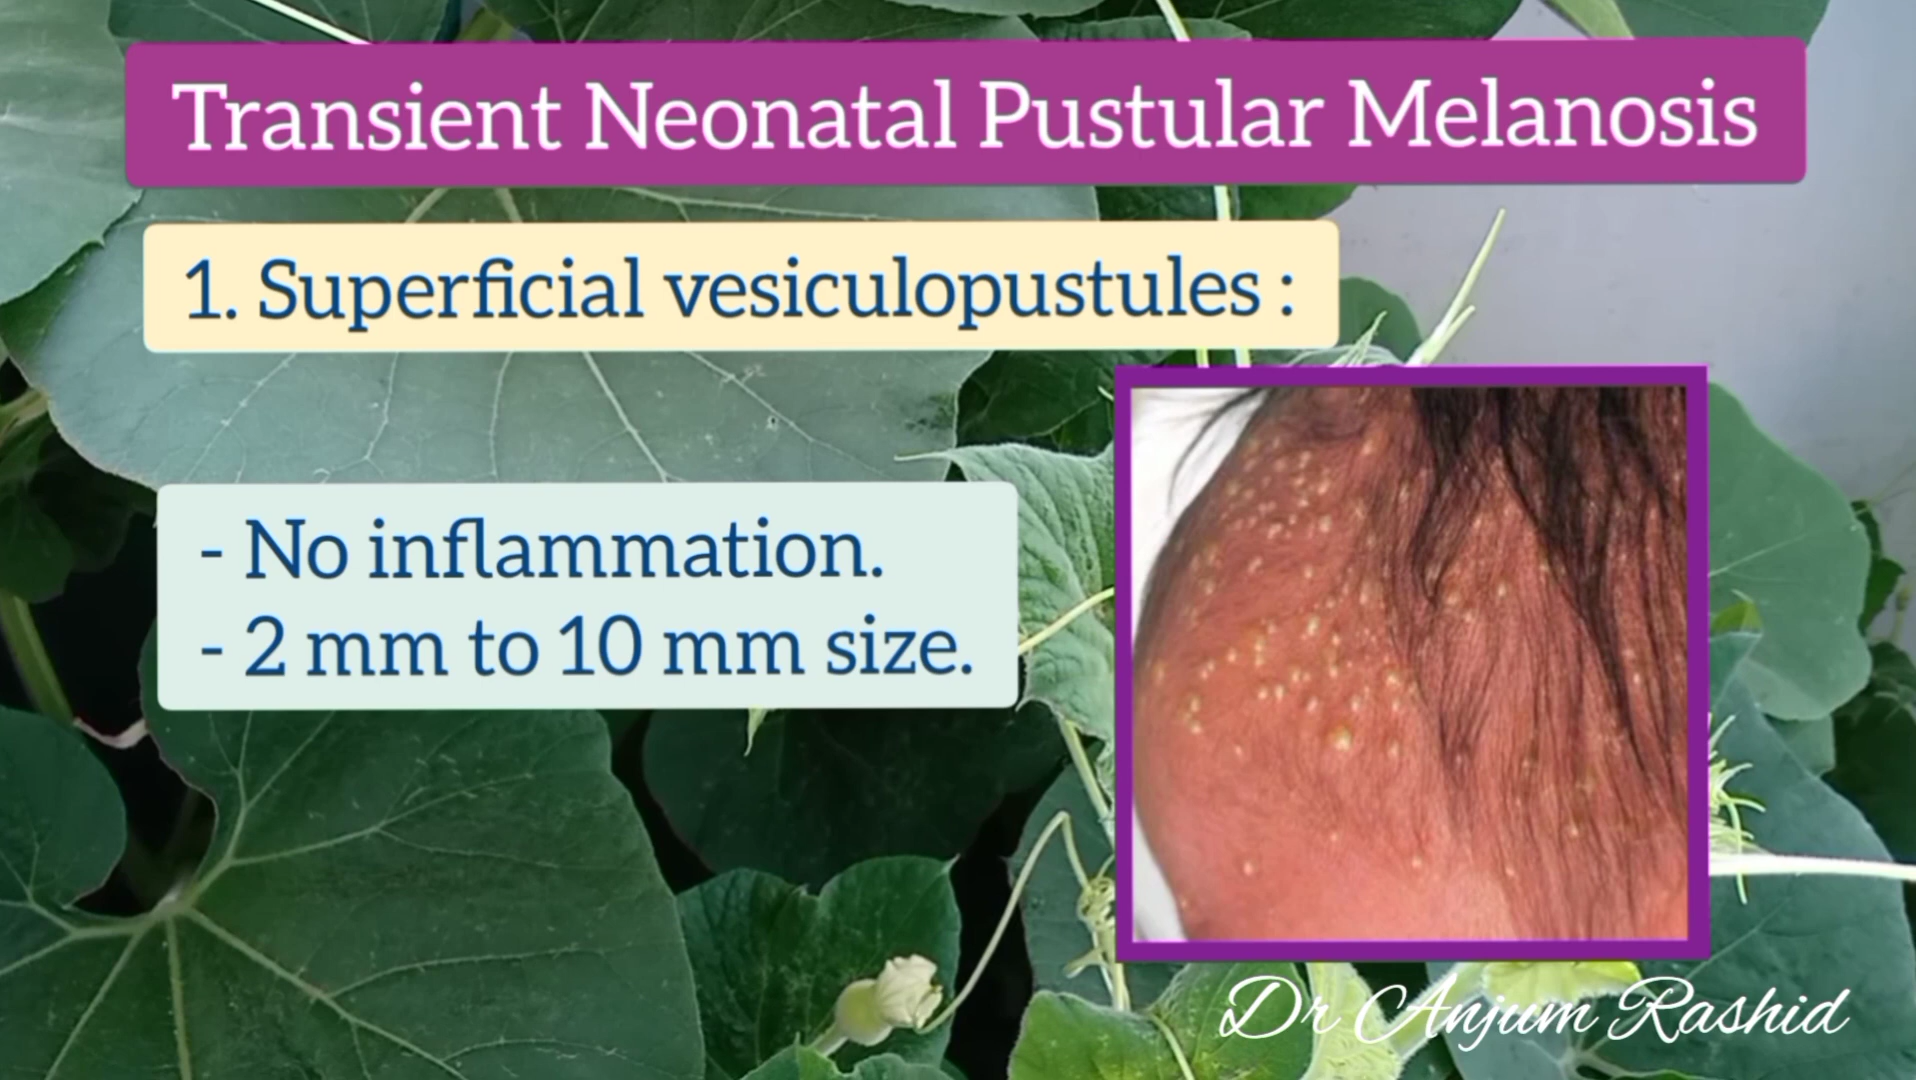 Transient Neonatal Pustular Melanosis
1. Superficial vesiculopustules :
- No inflammation.
- 2 mm to 10 mm size.
Dr Anjum Rashid